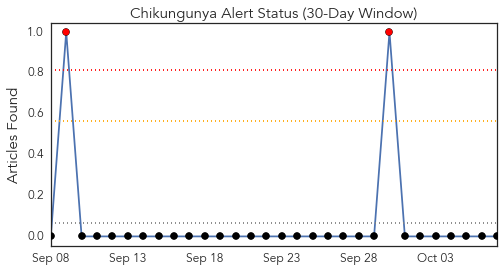 Chikungunya Alert Status (30-Day Window)
Articles Found
1.0
0.8
0.6
0.4
0.2
0.0
Sep 08 Sep 13 Sep 18 Sep 23 Sep 28 Oct 03